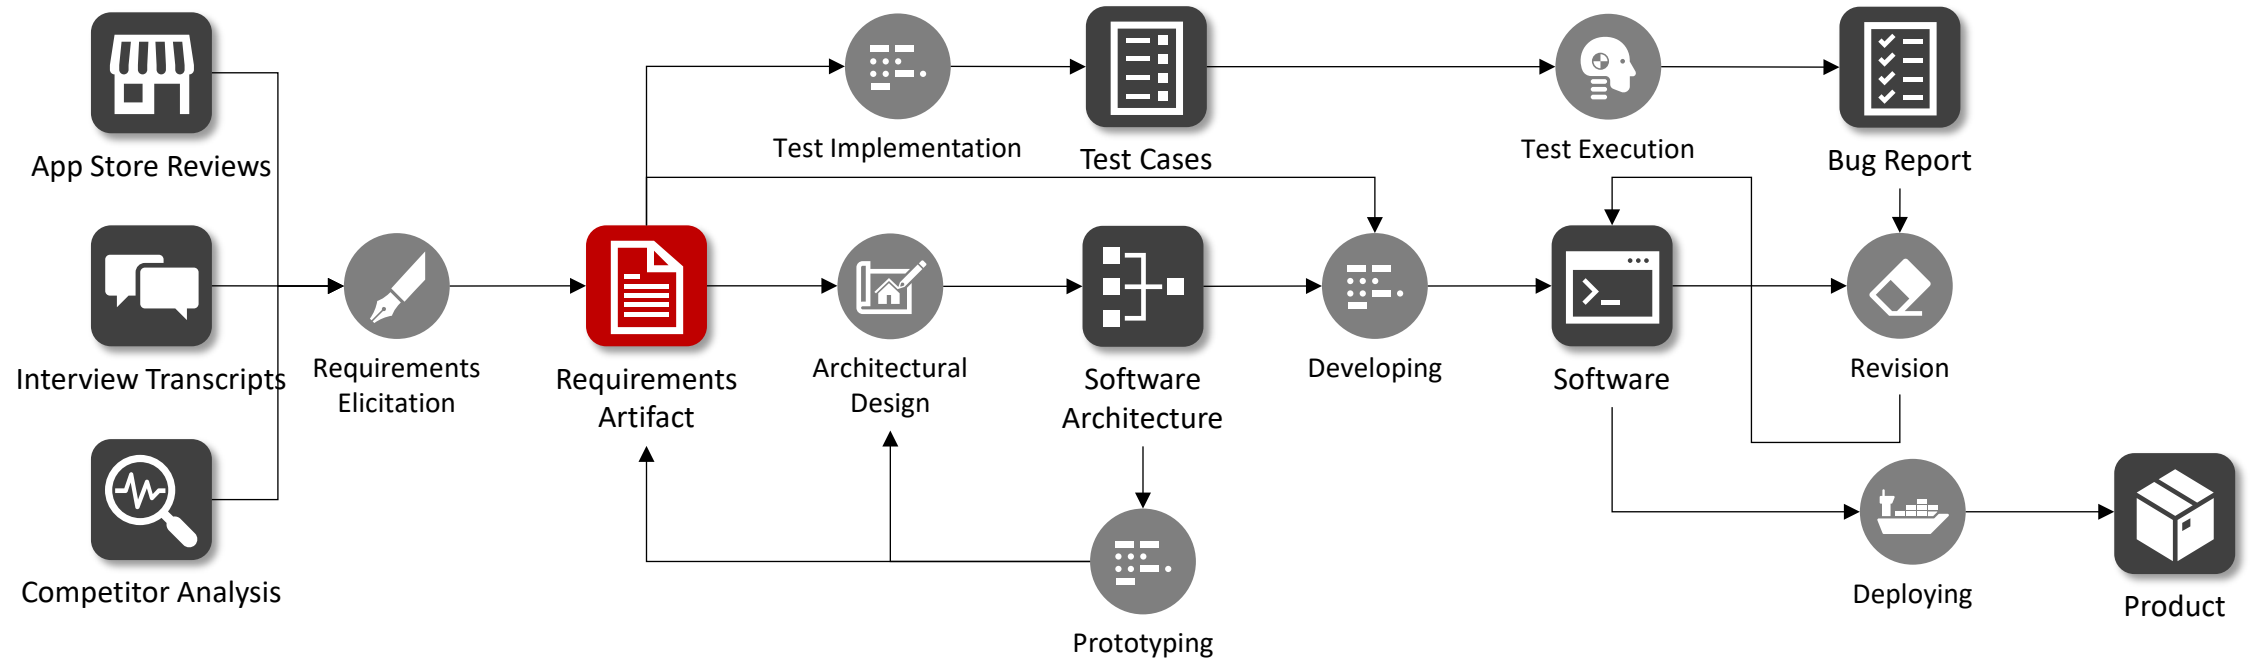 App Store Reviews
Test Implementation
Test Cases
Test Execution
Bug Report
Interview Transcripts
Requirements
Elicitation
Requirements
Artifact
Architectural
Design
Software
Architecture
Developing
Software
Revision
Competitor Analysis
Prototyping
Deploying
Product